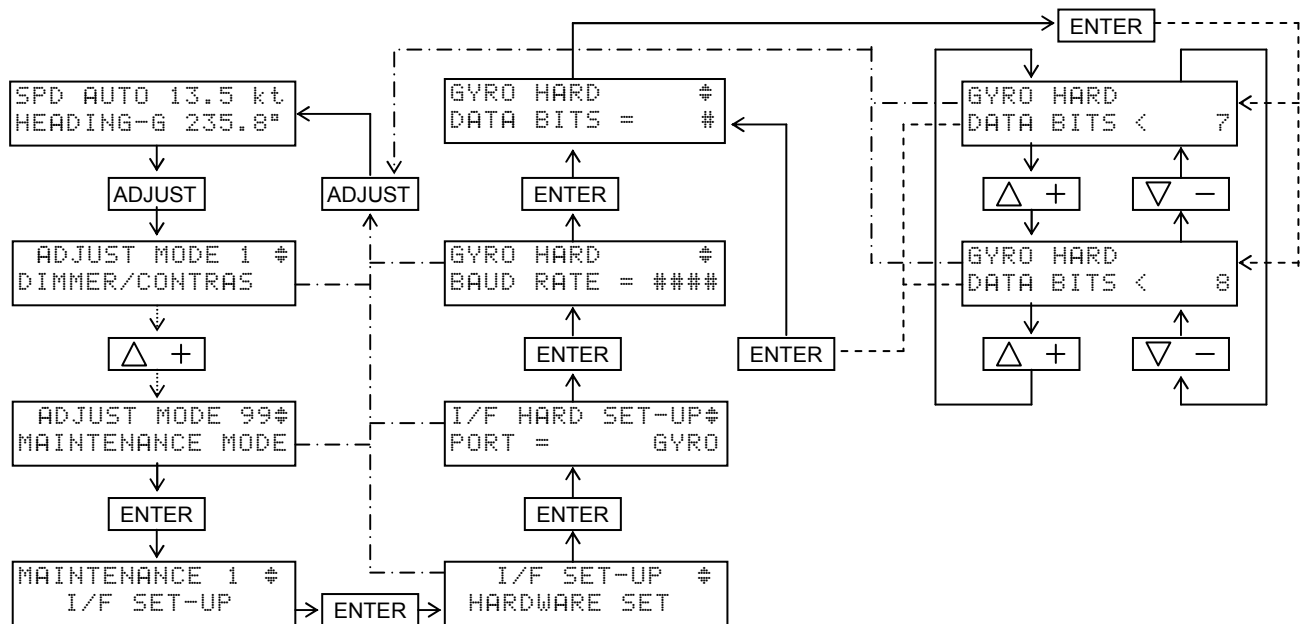 SPD AUTO 13.5 kt
HEADING-G 235.8°
ADJUST
ADJUST MODE 1 ≑
DIMMER/CONTRAS
△ +
ADJUST MODE 99≑
MAINTENANCE MODE
ENTER
MAINTENANCE 1 ≑
I/F SET-UP
ENTER
ADJUST
GYRO HARD ≑
DATA BITS = #
ENTER
GYRO HARD ≑
BAUD RATE = ####
ENTER
I/F HARD SET-UP≑
PORT = GYRO
ENTER
I/F SET-UP ≑
HARDWARE SET
ENTER
ENTER
GYRO HARD
DATA BITS < 7
△ +
▽ −
GYRO HARD
DATA BITS < 8
△ +
▽ −